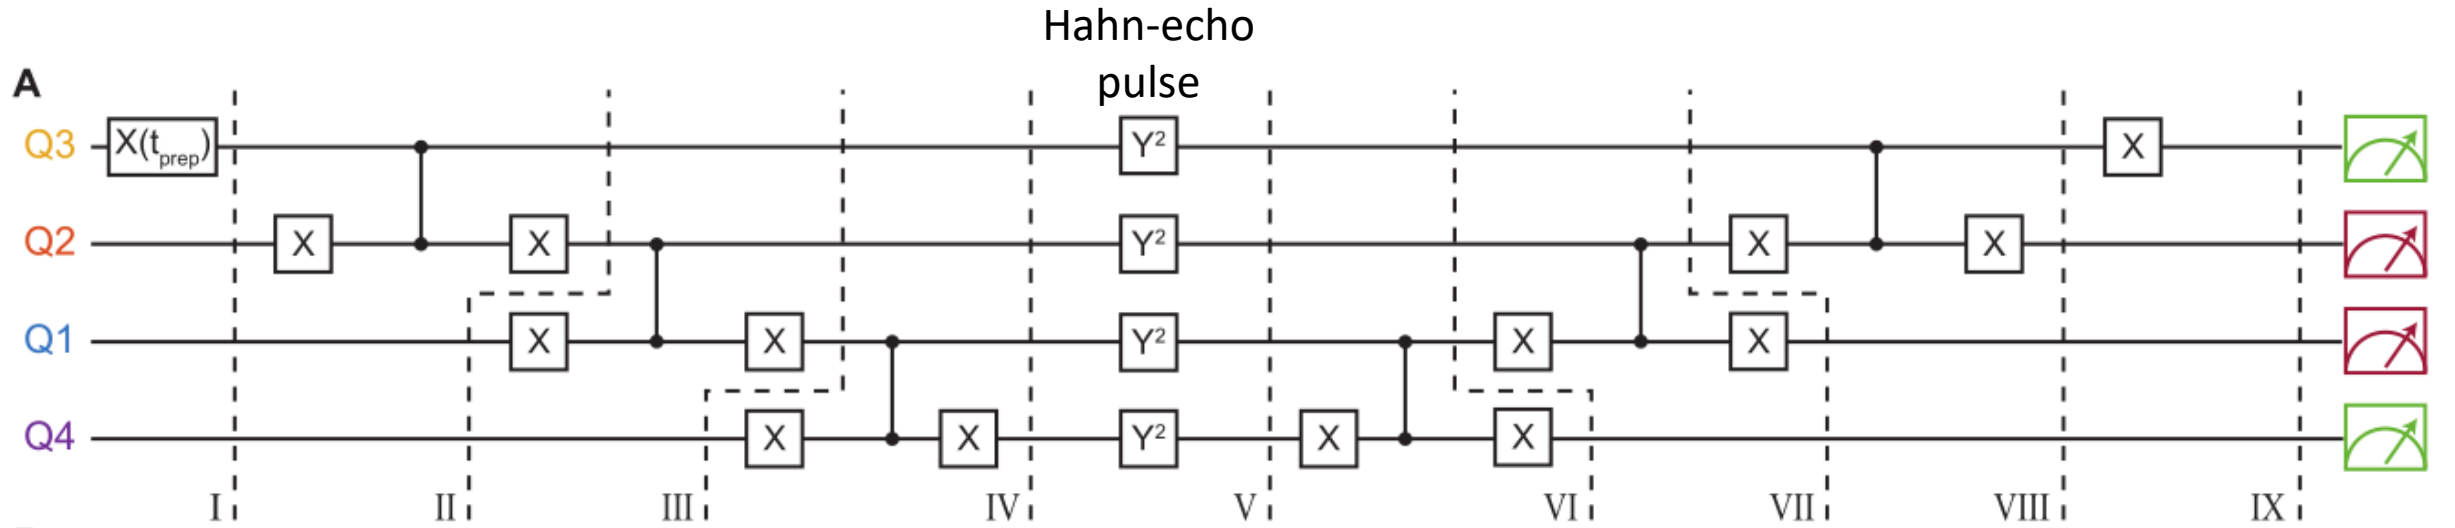 Hahn-echo
pulse
A
Q3 X(tprep) Y² X
Q2 X X Y² X X
Q1 X X Y² X X
Q4 X X Y² X X
I II III IV V VI VII VIII IX